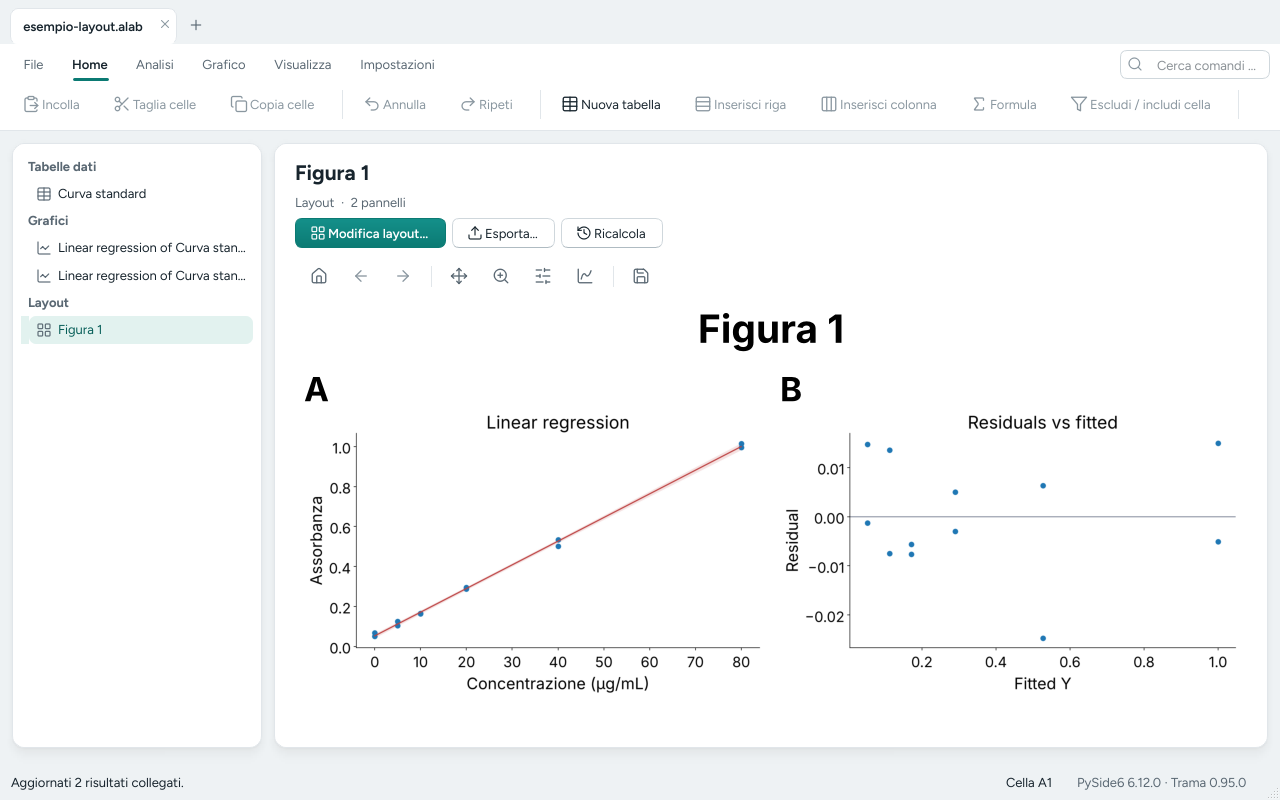 esempio-layout.alab
File Home Analisi Grafico Visualizza Impostazioni Cerca comandi ...
Incolla Taglia celle Copia celle Annulla Ripeti Nuova tabella Inserisci riga Inserisci colonna Formula Escludi / includi cella
Tabelle dati
Curva standard
Grafici
Linear regression of Curva stan...
Linear regression of Curva stan...
Layout
Figura 1
Figura 1
Layout · 2 pannelli
Modifica layout... Esporta... Ricalcola
Figura 1
A
Linear regression
Assorbanza
1.0
0.8
0.6
0.4
0.2
0.0
0 10 20 30 40 50 60 70 80
Concentrazione (µg/mL)
B
Residuals vs fitted
Residual
0.01
0.00
−0.01
−0.02
0.2 0.4 0.6 0.8 1.0
Fitted Y
Aggiornati 2 risultati collegati. Cella A1 PySide6 6.12.0 · Trama 0.95.0